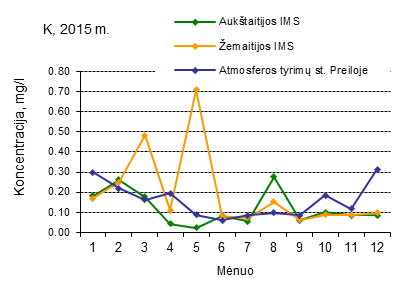 K, 2015 m.
Aukštaitijos IMS
Žemaitijos IMS
Atmosferos tyrimų st. Preiloje
Koncentracija, mg/l
0.80
0.70
0.60
0.50
0.40
0.30
0.20
0.10
0.00
1 2 3 4 5 6 7 8 9 10 11 12
Mėnuo